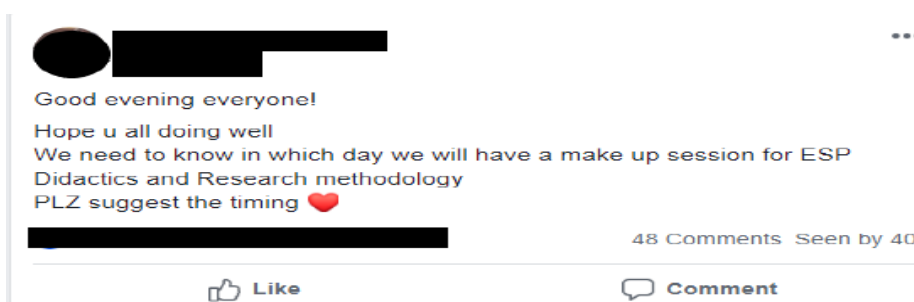 Good evening everyone!
Hope u all doing well
We need to know in which day we will have a make up session for ESP
Didactics and Research methodology
PLZ suggest the timing ❤️
48 Comments Seen by 40
Like Comment